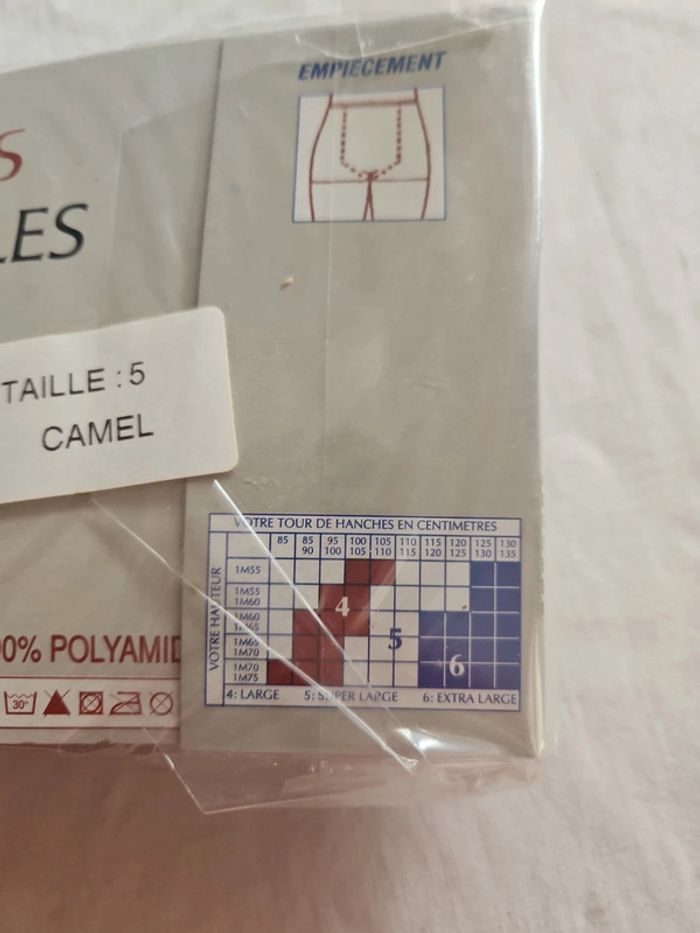 EMPIECEMENT
S
LES
TAILLE : 5
CAMEL
VOTRE TOUR DE HANCHES EN CENTIMETRES
85 85 95 100 105 110 115 120 125 130
90 100 105 110 115 120 125 130 135
VOTRE HAUTEUR
1M55
1M55
1M60
1M60
1M65
1M65
1M70
1M70
1M75
4
5
6
4: LARGE 5: SUPER LARGE 6: EXTRA LARGE
0% POLYAMID
30°